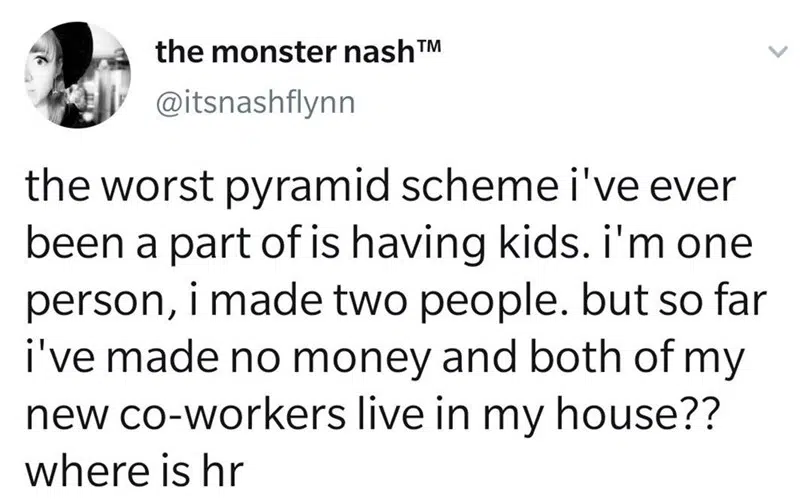 the monster nash™
@itsnashflynn
the worst pyramid scheme i've ever
been a part of is having kids. i'm one
person, i made two people. but so far
i've made no money and both of my
new co-workers live in my house??
where is hr